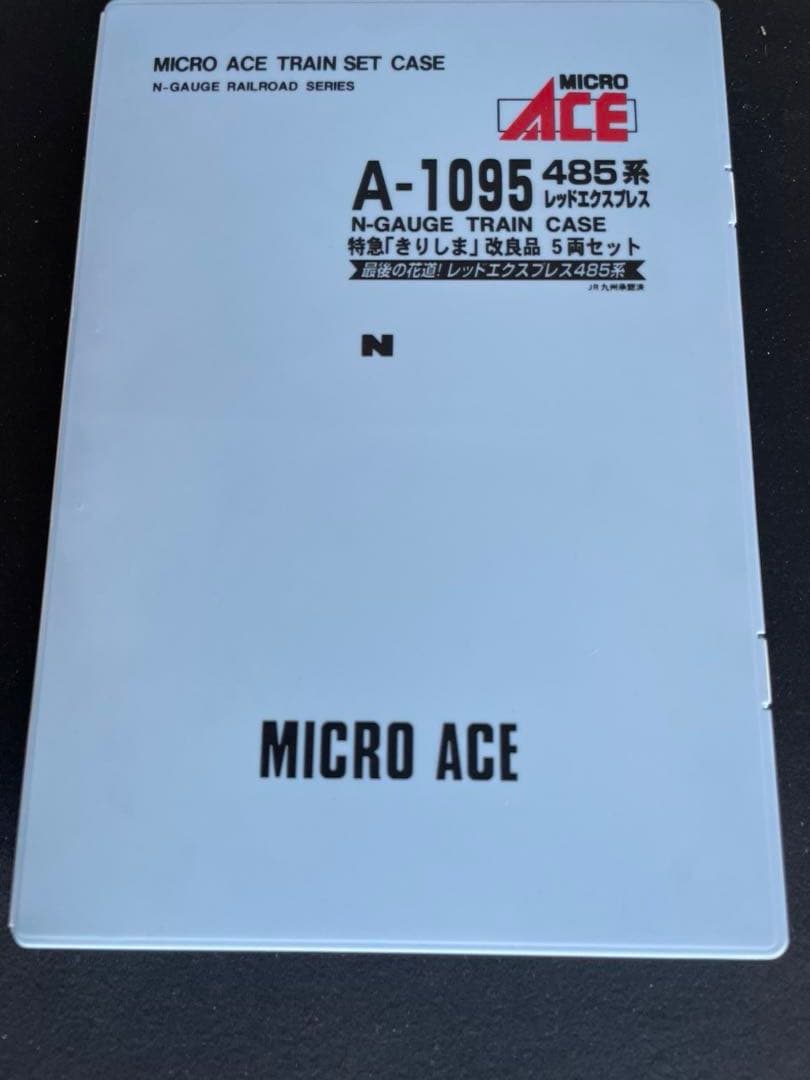 MICRO ACE TRAIN SET CASE
N-GAUGE RAILROAD SERIES
MICRO
ACE
A-1095 485系
レッドエクスプレス
N-GAUGE TRAIN CASE
特急「きりしま」改良品 5両セット
最後の花道!レッドエクスプレス485系
JR九州承認済
N
MICRO ACE